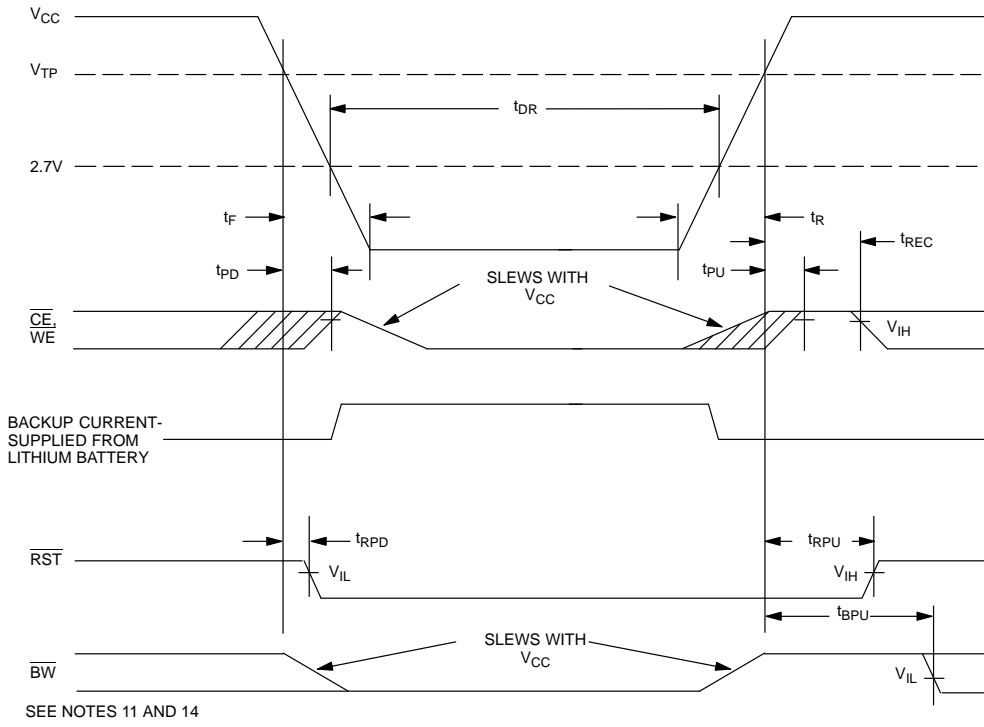 VCC
VTP
tDR
2.7V
tF
tR
tREC
tPD
SLEWS WITH
VCC
tPU
CE,
WE
VIH
BACKUP CURRENT-
SUPPLIED FROM
LITHIUM BATTERY
tRPD
tRPU
RST
VIL
VIH
tBPU
SLEWS WITH
VCC
BW
VIL
SEE NOTES 11 AND 14